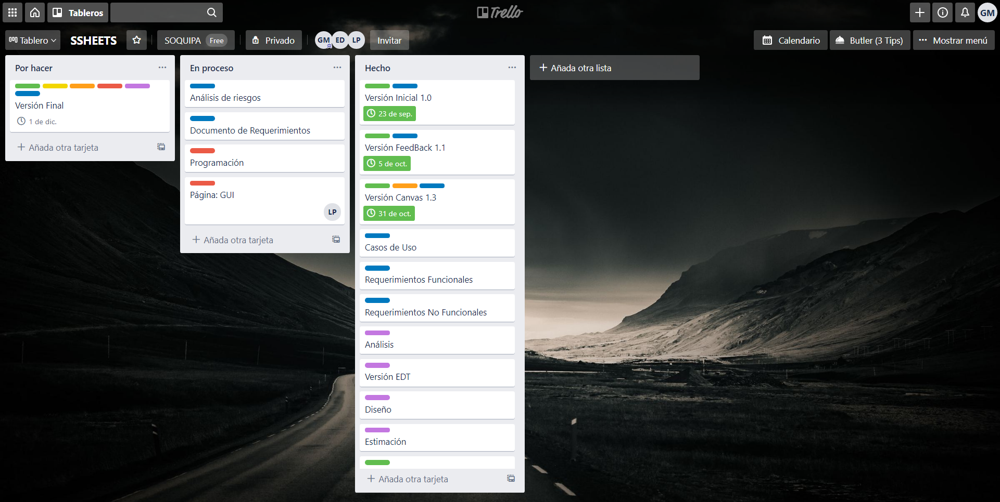 Tableros
Trello
GM
Tablero
SSHEETS
SOQUIPA Free
Privado
GM ED LP
Invitar
Calendario
Butler (3 Tips)
Mostrar menú
Por hacer
Versión Final
1 de dic.
Añada otra tarjeta
En proceso
Análisis de riesgos
Documento de Requerimientos
Programación
Página: GUI
LP
Añada otra tarjeta
Hecho
Versión Inicial 1.0
23 de sep.
Versión FeedBack 1.1
5 de oct.
Versión Canvas 1.3
31 de oct.
Casos de Uso
Requerimientos Funcionales
Requerimientos No Funcionales
Análisis
Versión EDT
Diseño
Estimación
Añada otra tarjeta
Añada otra lista